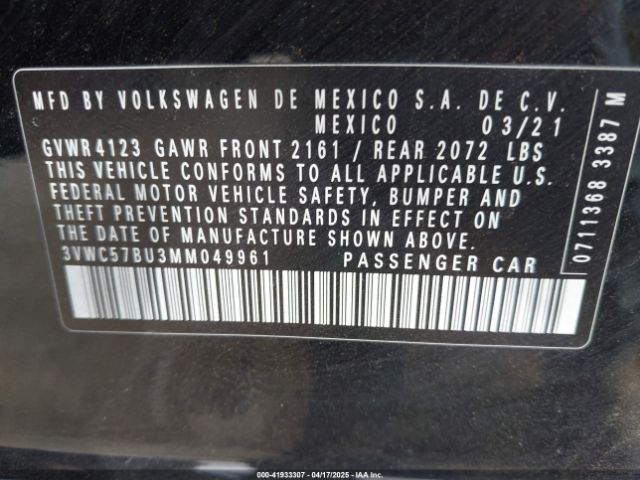 MFD BY VOLKSWAGEN DE MEXICO S.A. DE C.V.
MEXICO 03/21
GVWR 4123 GAWR FRONT 2161 / REAR 2072 LBS
THIS VEHICLE CONFORMS TO ALL APPLICABLE U.S.
FEDERAL MOTOR VEHICLE SAFETY, BUMPER AND
THEFT PREVENTION STANDARDS IN EFFECT ON
THE DATE OF MANUFACTURE SHOWN ABOVE.
3VWC57BU3MM049961 PASSENGER CAR
0711368 3387 M
000-41933307 - 04/17/2025 - IAA Inc.